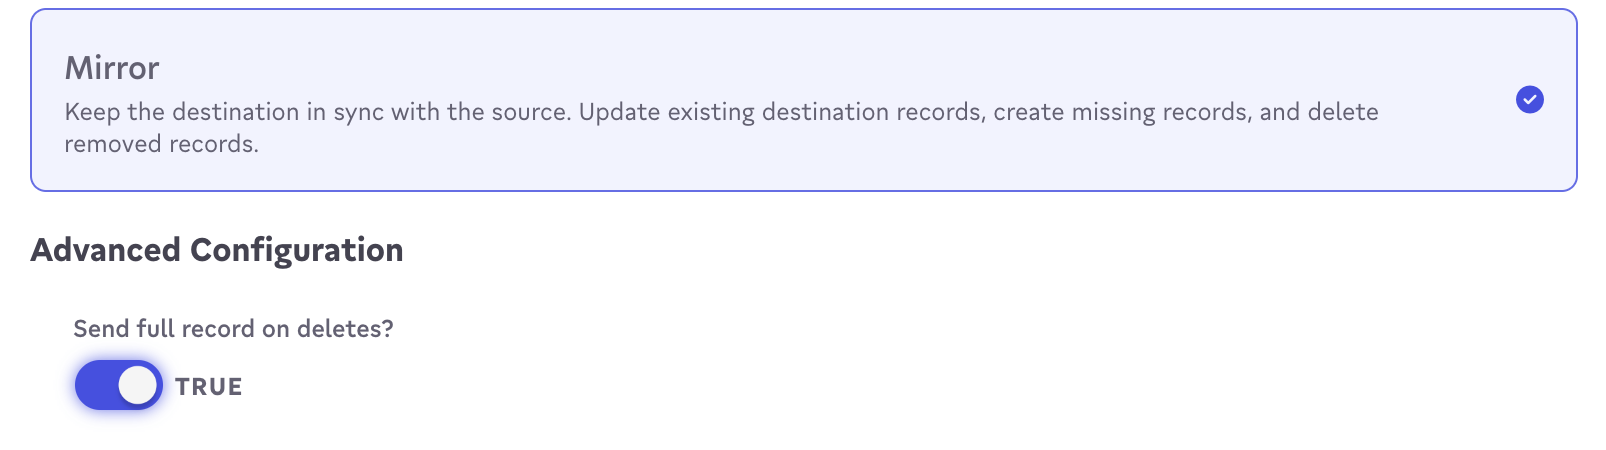 Mirror
Keep the destination in sync with the source. Update existing destination records, create missing records, and delete
removed records.
Advanced Configuration
Send full record on deletes?
TRUE